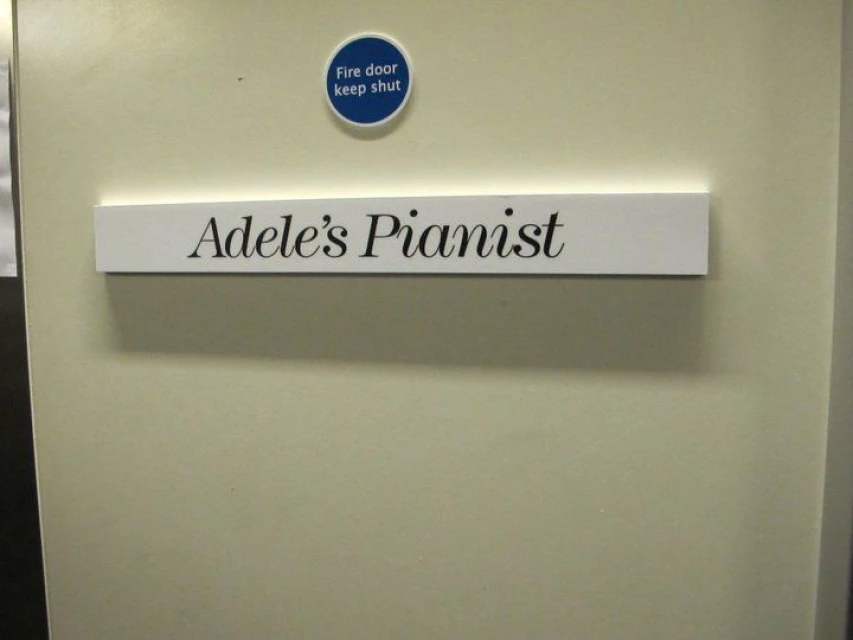 Fire door
keep shut
Adele's Pianist